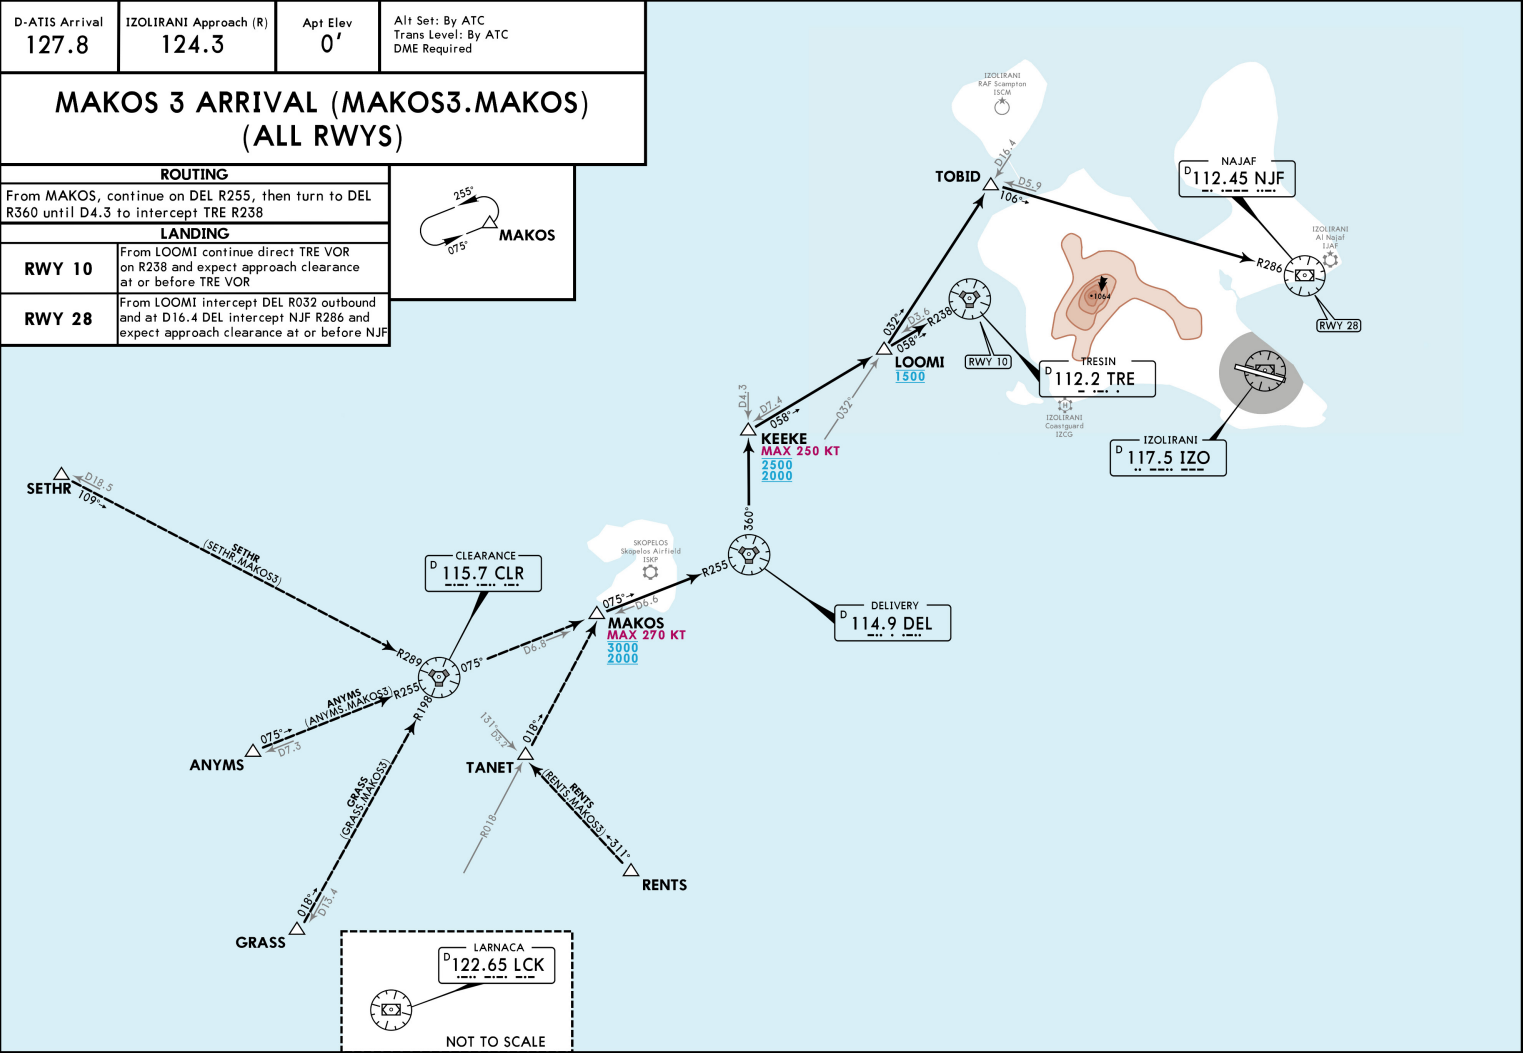 D-ATIS Arrival
127.8
IZOLIRANI Approach (R)
124.3
Apt Elev
0'
Alt Set: By ATC
Trans Level: By ATC
DME Required
MAKOS 3 ARRIVAL (MAKOS3.MAKOS)
(ALL RWYS)
ROUTING
From MAKOS, continue on DEL R255, then turn to DEL
R360 until D4.3 to intercept TRE R238
LANDING
RWY 10
From LOOMI continue direct TRE VOR
on R238 and expect approach clearance
at or before TRE VOR
RWY 28
From LOOMI intercept DEL R032 outbound
and at D16.4 DEL intercept NJF R286 and
expect approach clearance at or before NJF
255°
075°
MAKOS
IZOLIRANI
RAF Scampton
ISCM
D16.4
TOBID
D5.9
106°
NAJAF
D
112.45 NJF
IZOLIRANI
Al Najaf
IJAF
R286
RWY 28
1064
032°
D3.6
R238
058°
LOOMI
1500
RWY 10
TRESIN
D
112.2 TRE
IZOLIRANI
Coastguard
IZCG
H
IZOLIRANI
D
117.5 IZO
D4.3
D7.4
058°
032°
KEEKE
MAX 250 KT
2500
2000
360°
SETHR
D18.5
109°
SETHR
(SETHR.MAKOS3)
CLEARANCE
D
115.7 CLR
SKOPELOS
Skopelos Airfield
ISKP
R255
075°
D6.6
MAKOS
MAX 270 KT
3000
2000
DELIVERY
D
114.9 DEL
R289
075°
D6.8
R255
R198
ANYMS
(ANYMS.MAKOS3)
075°
D7.3
ANYMS
131°
D3.2
018°
TANET
R018
RENTS
(RENTS.MAKOS3)
311°
RENTS
GRASS
(GRASS.MAKOS3)
018°
D13.4
GRASS
LARNACA
D
122.65 LCK
NOT TO SCALE